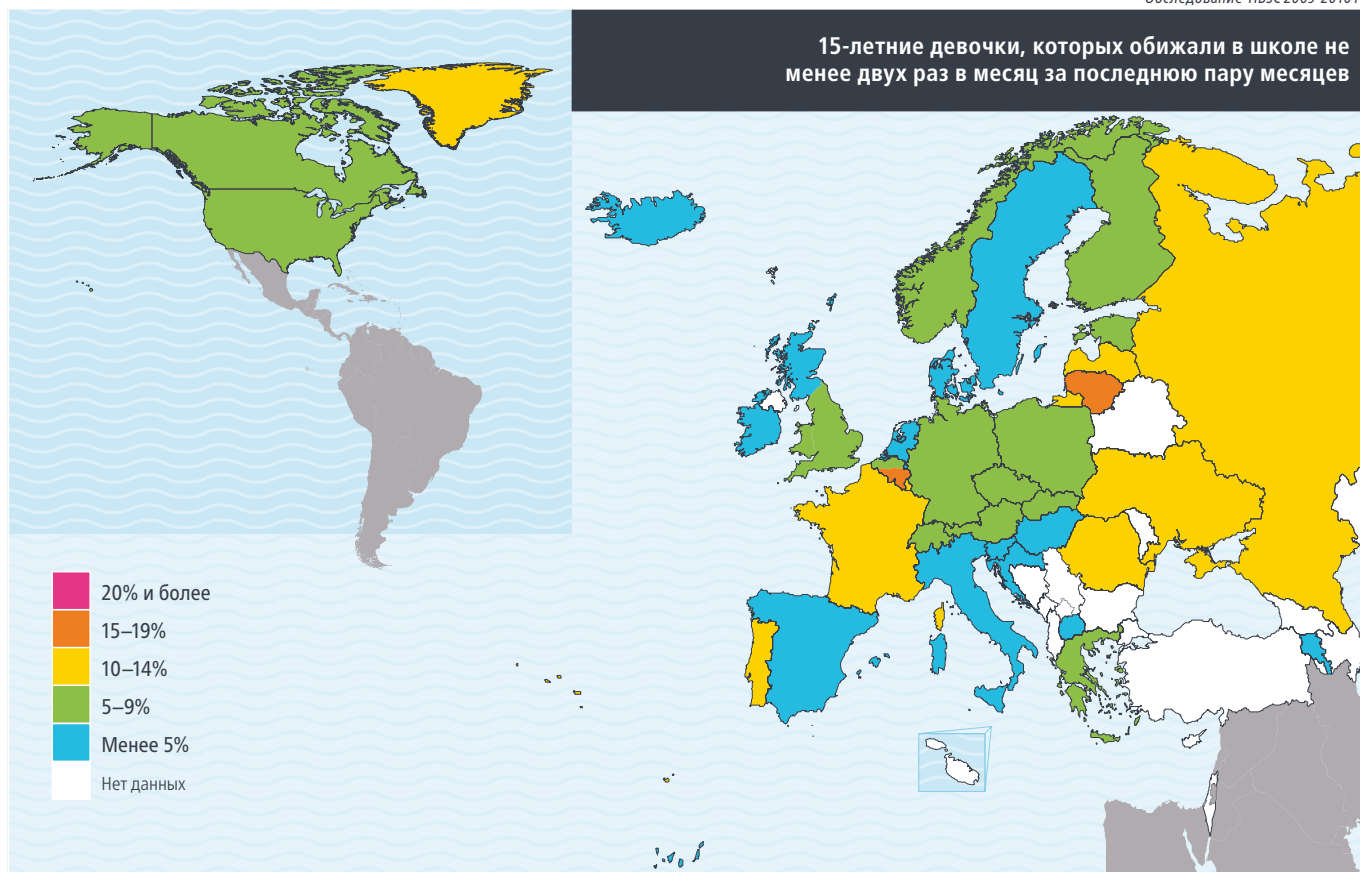 15-летние девочки, которых обижали в школе не
менее двух раз в месяц за последнюю пару месяцев
20% и более
15–19%
10–14%
5–9%
Менее 5%
Нет данных